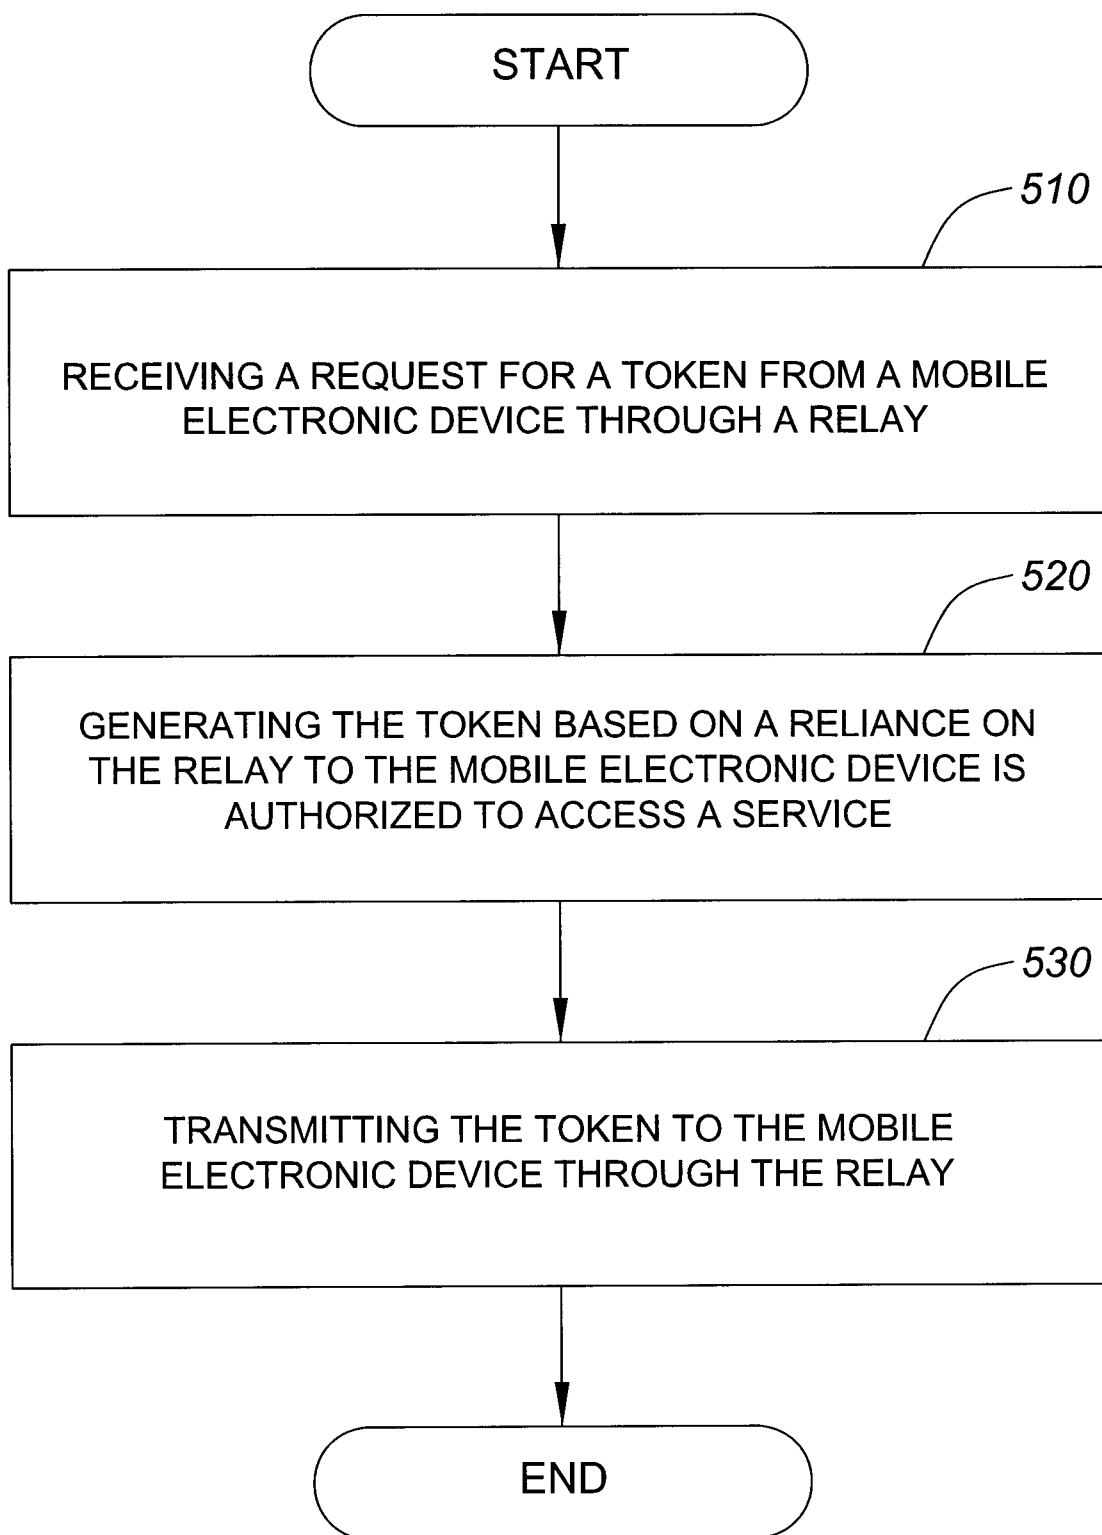 START
510
RECEIVING A REQUEST FOR A TOKEN FROM A MOBILE
ELECTRONIC DEVICE THROUGH A RELAY
520
GENERATING THE TOKEN BASED ON A RELIANCE ON
THE RELAY TO THE MOBILE ELECTRONIC DEVICE IS
AUTHORIZED TO ACCESS A SERVICE
530
TRANSMITTING THE TOKEN TO THE MOBILE
ELECTRONIC DEVICE THROUGH THE RELAY
END